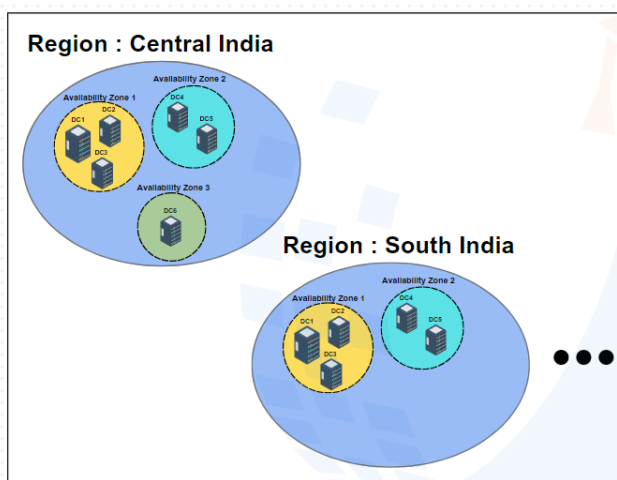 Region : Central India
Availability Zone 1
DC1
DC2
DC3
Availability Zone 2
DC4
DC5
Availability Zone 3
DC6
Region : South India
Availability Zone 1
DC1
DC2
DC3
Availability Zone 2
DC4
DC5